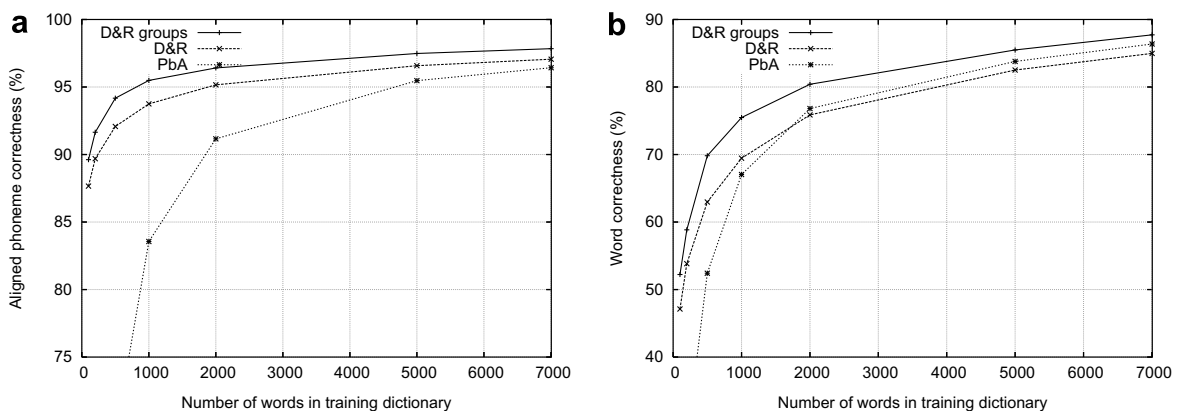 a
Aligned phoneme correctness (%)
100
95
90
85
80
75
D&R groups
D&R
PbA
0 1000 2000 3000 4000 5000 6000 7000
Number of words in training dictionary
b
Word correctness (%)
90
80
70
60
50
40
D&R groups
D&R
PbA
0 1000 2000 3000 4000 5000 6000 7000
Number of words in training dictionary